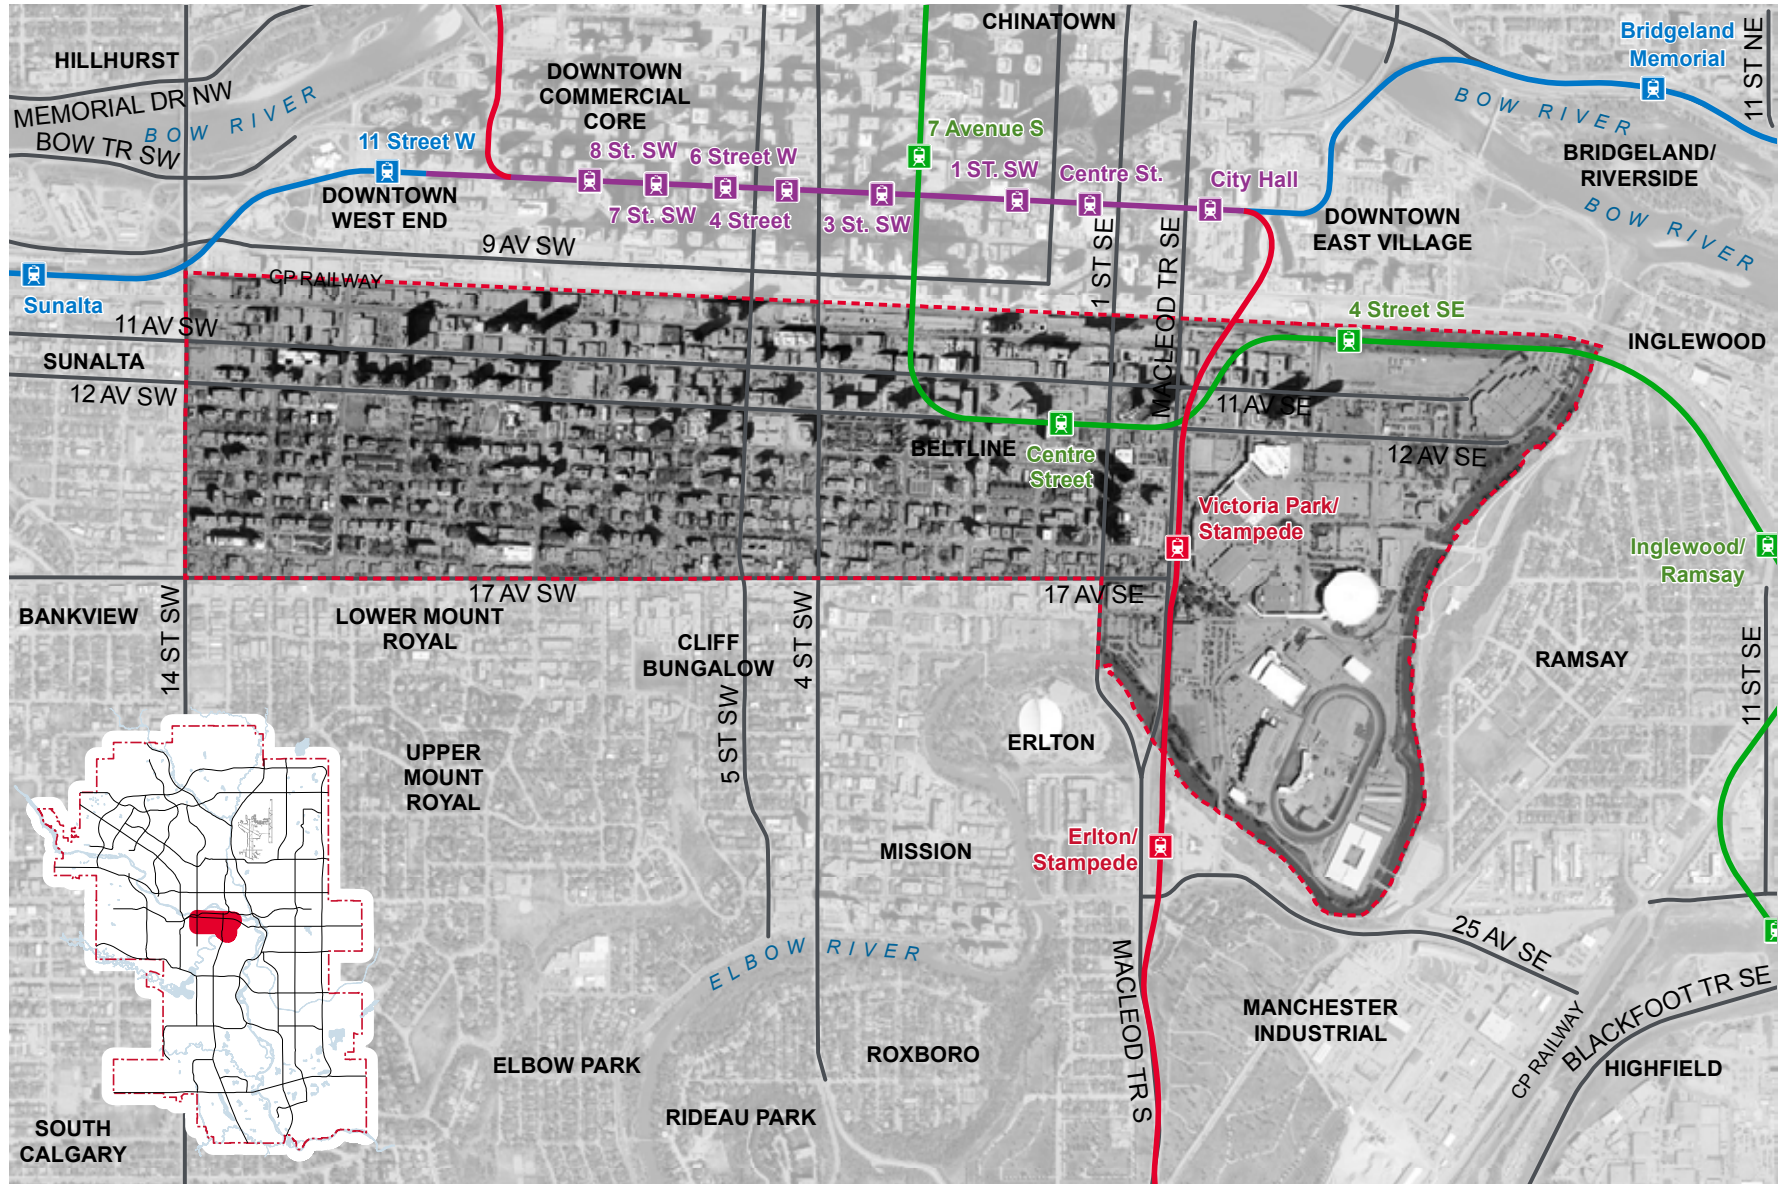 CHINATOWN
Bridgeland
Memorial
11 ST NE
HILLHURST
DOWNTOWN
COMMERCIAL
CORE
MEMORIAL DR NW
BOW RIVER
BOW TR SW
BOW RIVER
11 Street W
8 St. SW
6 Street W
7 Avenue S
1 ST. SW
Centre St.
City Hall
BRIDGELAND/
RIVERSIDE
DOWNTOWN
WEST END
7 St. SW
4 Street
3 St. SW
DOWNTOWN
EAST VILLAGE
BOW RIVER
9 AV SW
CP RAILWAY
1 ST SE
MACLEOD TR SE
Sunalta
4 Street SE
11 AV SW
INGLEWOOD
SUNALTA
12 AV SW
11 AV SE
BELTLINE
Centre
Street
12 AV SE
Victoria Park/
Stampede
Inglewood/
Ramsay
17 AV SW
17 AV SE
BANKVIEW
14 ST SW
LOWER MOUNT
ROYAL
CLIFF
BUNGALOW
4 ST SW
RAMSAY
11 ST SE
5 ST SW
UPPER
MOUNT
ROYAL
ERLTON
Erlton/
Stampede
MISSION
25 AV SE
ELBOW RIVER
MACLEOD TR S
MANCHESTER
INDUSTRIAL
CP RAILWAY
BLACKFOOT TR SE
ELBOW PARK
ROXBORO
HIGHFIELD
RIDEAU PARK
SOUTH
CALGARY